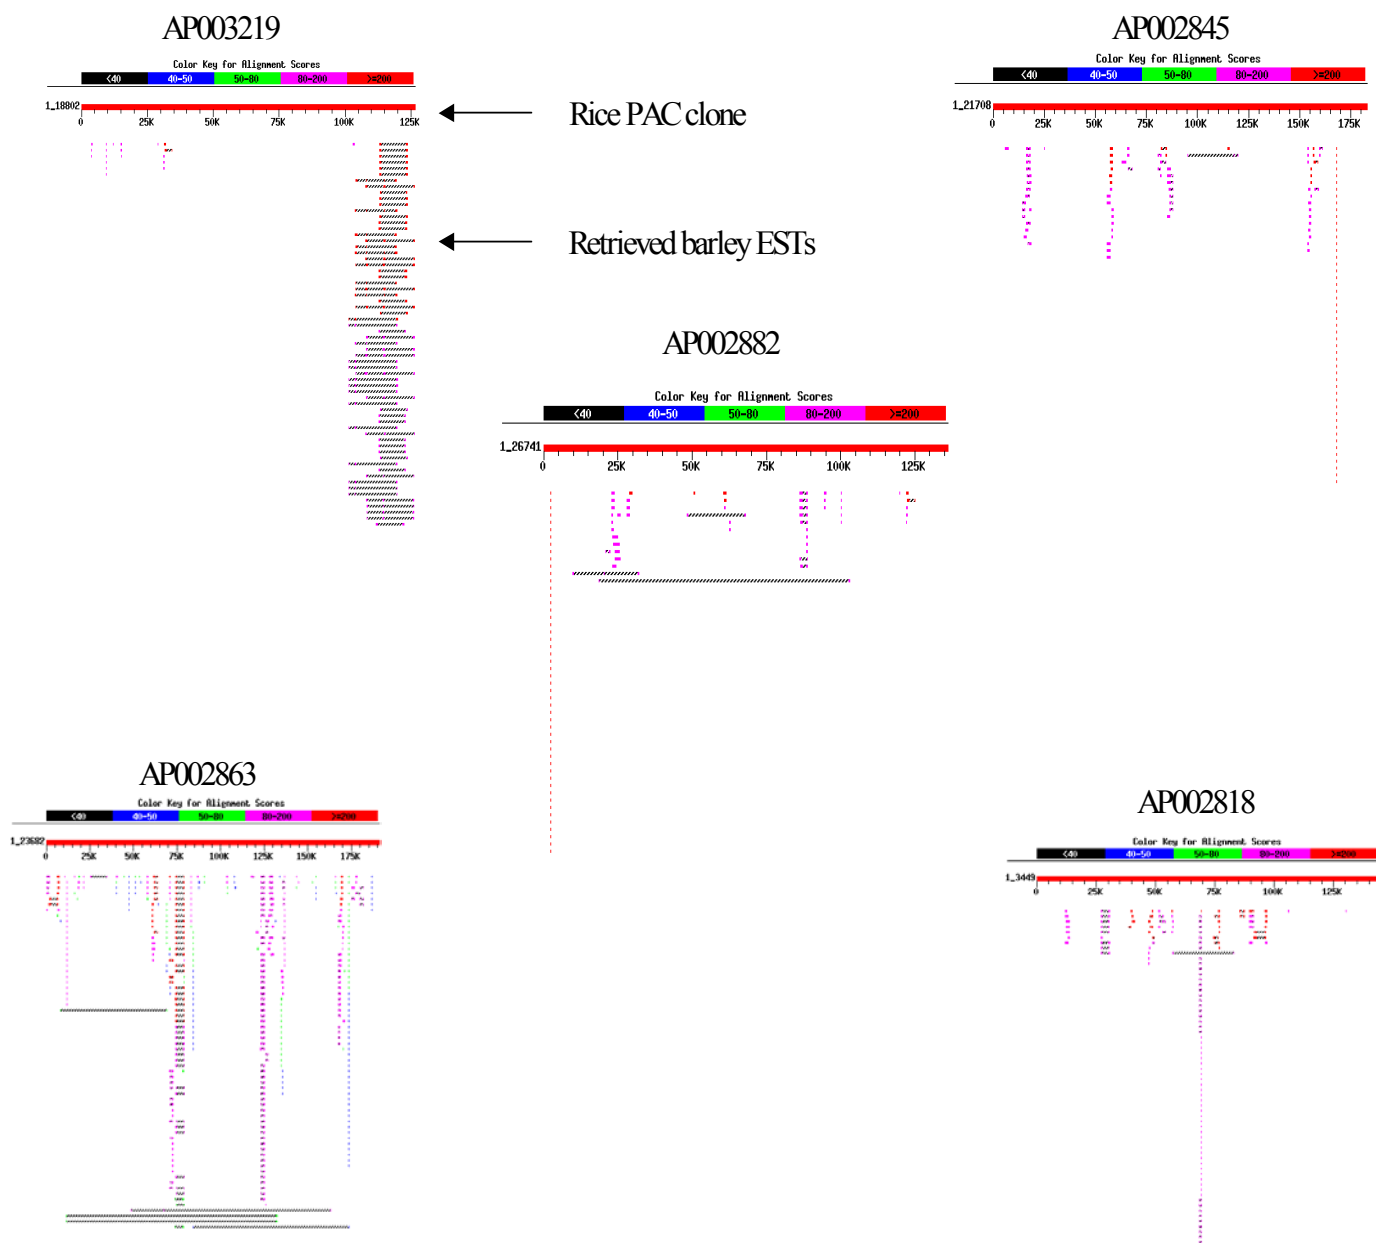 AP003219
Color Key for Alignment Scores
<40 40-50 50-80 80-200 >=200
1_18802
0 25K 50K 75K 100K 125K
Rice PAC clone
Retrieved barley ESTs
AP002845
Color Key for Alignment Scores
<40 40-50 50-80 80-200 >=200
1_21708
0 25K 50K 75K 100K 125K 150K 175K
AP002882
Color Key for Alignment Scores
<40 40-50 50-80 80-200 >=200
1_26741
0 25K 50K 75K 100K 125K
AP002863
Color Key for Alignment Scores
<40 40-50 50-80 80-200 >=200
1_23682
0 25K 50K 75K 100K 125K 150K 175K
AP002818
Color Key for Alignment Scores
<40 40-50 50-80 80-200 >=200
1_3449
0 25K 50K 75K 100K 125K